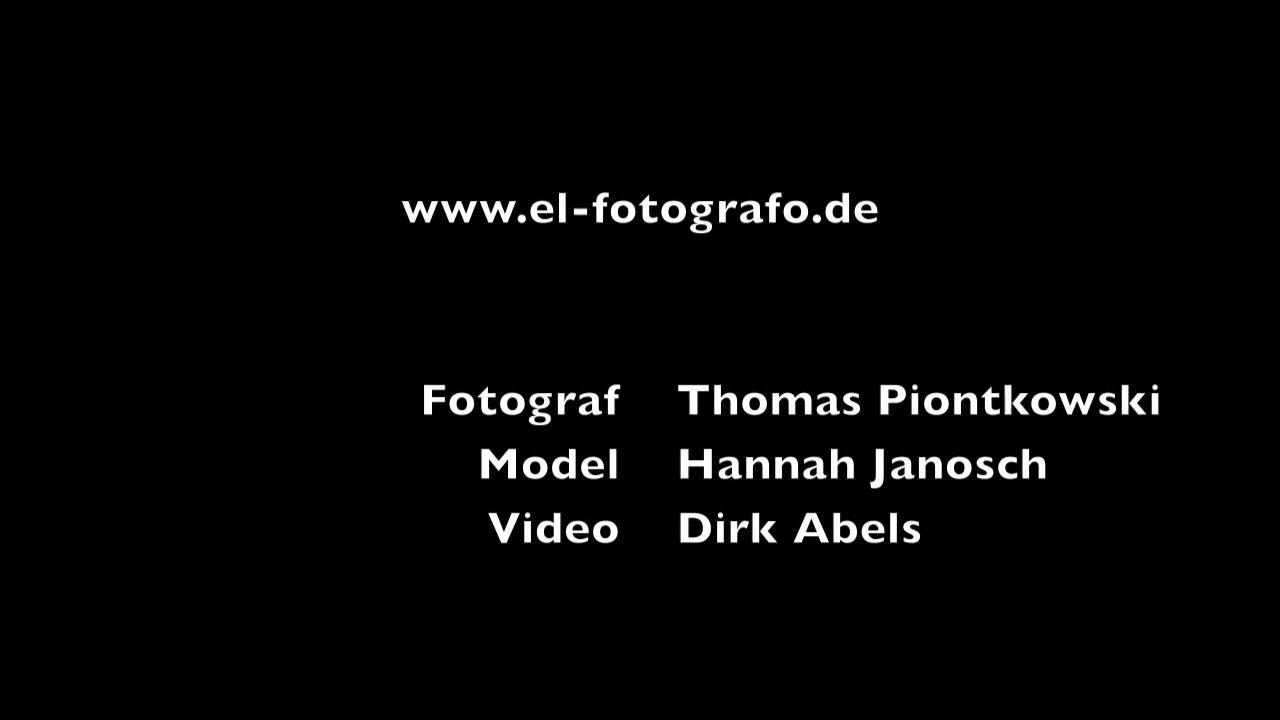 www.el-fotografo.de
Fotograf Thomas Piontkowski
Model Hannah Janosch
Video Dirk Abels